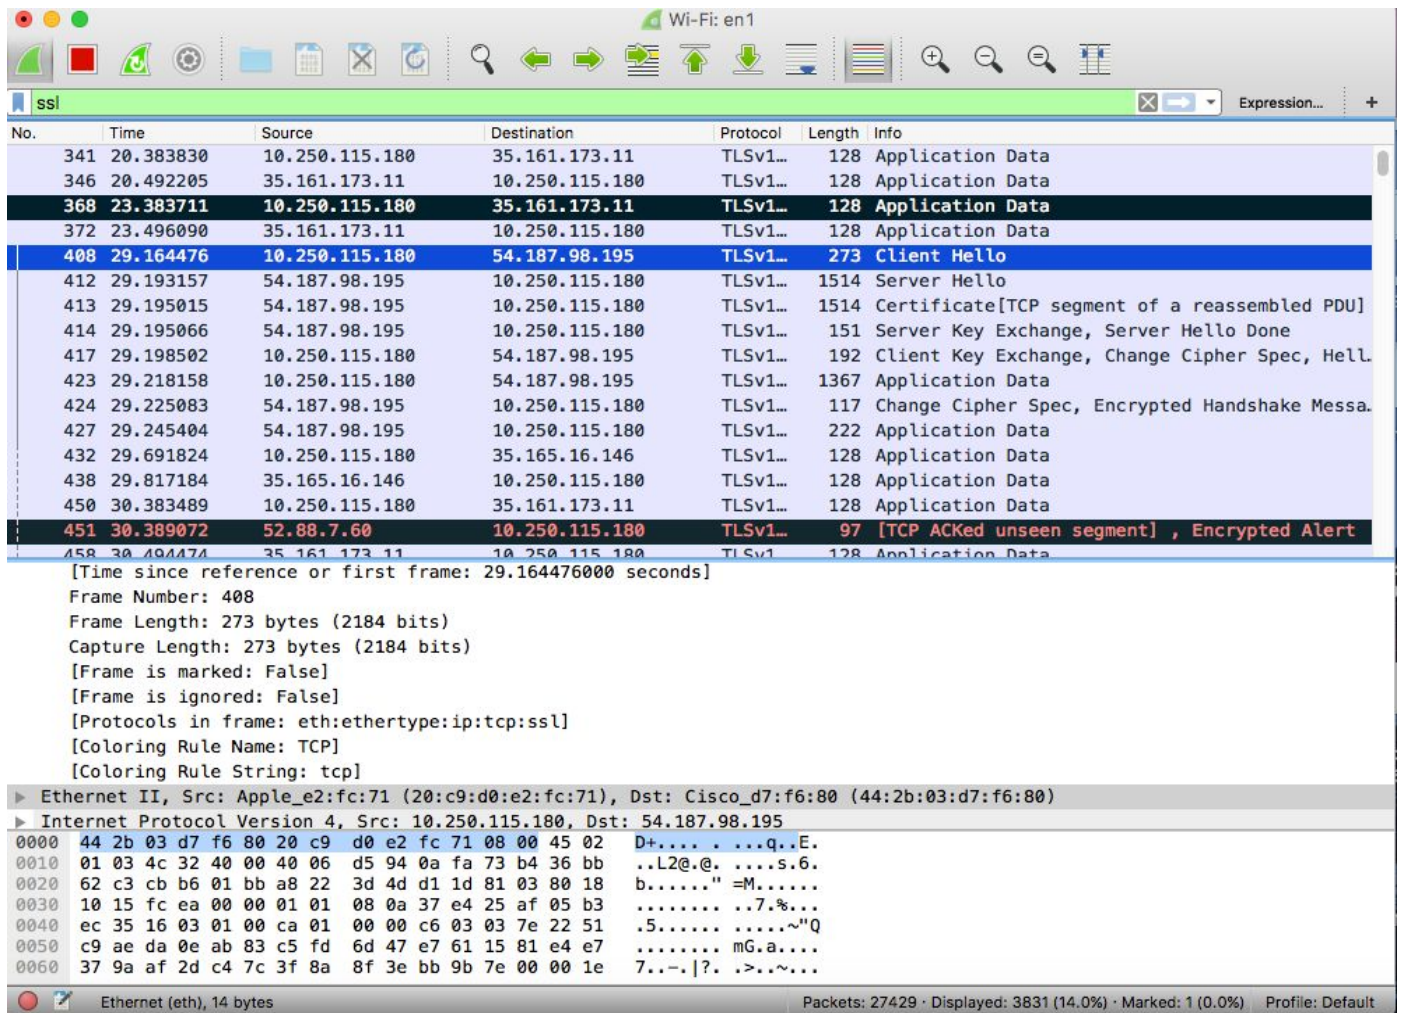 Wi-Fi: en1
ssl Expression... +
No. Time Source Destination Protocol Length Info
341 20.383830 10.250.115.180 35.161.173.11 TLSv1… 128 Application Data
346 20.492205 35.161.173.11 10.250.115.180 TLSv1… 128 Application Data
368 23.383711 10.250.115.180 35.161.173.11 TLSv1… 128 Application Data
372 23.496090 35.161.173.11 10.250.115.180 TLSv1… 128 Application Data
408 29.164476 10.250.115.180 54.187.98.195 TLSv1… 273 Client Hello
412 29.193157 54.187.98.195 10.250.115.180 TLSv1… 1514 Server Hello
413 29.195015 54.187.98.195 10.250.115.180 TLSv1… 1514 Certificate[TCP segment of a reassembled PDU]
414 29.195066 54.187.98.195 10.250.115.180 TLSv1… 151 Server Key Exchange, Server Hello Done
417 29.198502 10.250.115.180 54.187.98.195 TLSv1… 192 Client Key Exchange, Change Cipher Spec, Hell…
423 29.218158 10.250.115.180 54.187.98.195 TLSv1… 1367 Application Data
424 29.225083 54.187.98.195 10.250.115.180 TLSv1… 117 Change Cipher Spec, Encrypted Handshake Messa…
427 29.245404 54.187.98.195 10.250.115.180 TLSv1… 222 Application Data
432 29.691824 10.250.115.180 35.165.16.146 TLSv1… 128 Application Data
438 29.817184 35.165.16.146 10.250.115.180 TLSv1… 128 Application Data
450 30.383489 10.250.115.180 35.161.173.11 TLSv1… 128 Application Data
451 30.389072 52.88.7.60 10.250.115.180 TLSv1… 97 [TCP ACKed unseen segment] , Encrypted Alert
458 30.494474 35.161.173.11 10.250.115.180 TLSv1 128 Application Data
[Time since reference or first frame: 29.164476000 seconds]
Frame Number: 408
Frame Length: 273 bytes (2184 bits)
Capture Length: 273 bytes (2184 bits)
[Frame is marked: False]
[Frame is ignored: False]
[Protocols in frame: eth:ethertype:ip:tcp:ssl]
[Coloring Rule Name: TCP]
[Coloring Rule String: tcp]
Ethernet II, Src: Apple_e2:fc:71 (20:c9:d0:e2:fc:71), Dst: Cisco_d7:f6:80 (44:2b:03:d7:f6:80)
Internet Protocol Version 4, Src: 10.250.115.180, Dst: 54.187.98.195
0000 44 2b 03 d7 f6 80 20 c9 d0 e2 fc 71 08 00 45 02 D+.... . ...q..E.
0010 01 03 4c 32 40 00 40 06 d5 94 0a fa 73 b4 36 bb ..L2@.@. ....s.6.
0020 62 c3 cb b6 01 bb a8 22 3d 4d d1 1d 81 03 80 18 b......" =M......
0030 10 15 fc ea 00 00 01 01 08 0a 37 e4 25 af 05 b3 ........ ..7.%...
0040 ec 35 16 03 01 00 ca 01 00 00 c6 03 03 7e 22 51 .5...... .....~"Q
0050 c9 ae da 0e ab 83 c5 fd 6d 47 e7 61 15 81 e4 e7 ........ mG.a....
0060 37 9a af 2d c4 7c 3f 8a 8f 3e bb 9b 7e 00 00 1e 7..-.|?. .>..~...
Ethernet (eth), 14 bytes Packets: 27429 · Displayed: 3831 (14.0%) · Marked: 1 (0.0%) Profile: Default